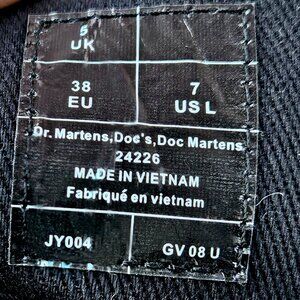 5
UK
38
EU
7
US L
Dr. Martens,Doc's,Doc Martens
24226
MADE IN VIETNAM
Fabriqué en vietnam
JY004
GV 08 U